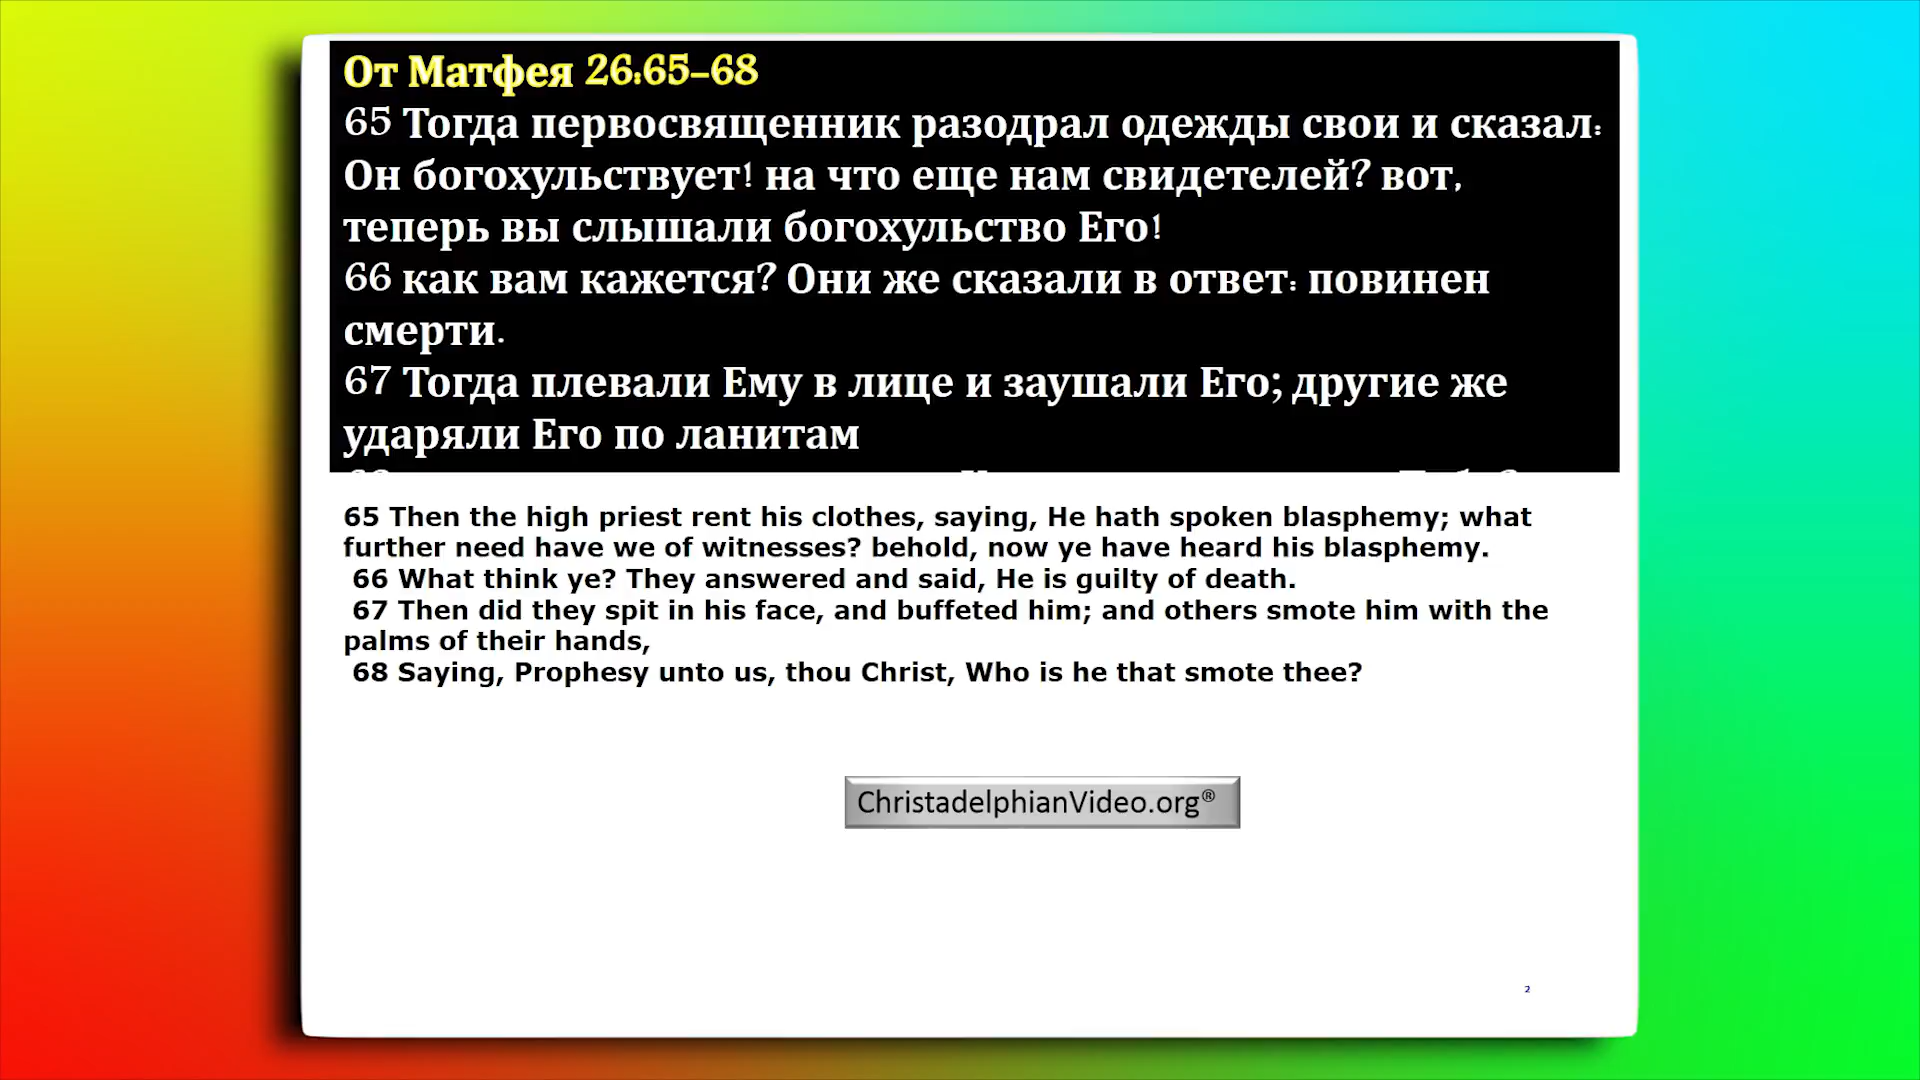 От Матфея 26:65–68
65 Тогда первосвященник разодрал одежды свои и сказал:
Он богохульствует! на что еще нам свидетелей? вот,
теперь вы слышали богохульство Его!
66 как вам кажется? Они же сказали в ответ: повинен
смерти.
67 Тогда плевали Ему в лице и заушали Его; другие же
ударяли Его по ланитам
65 Then the high priest rent his clothes, saying, He hath spoken blasphemy; what
further need have we of witnesses? behold, now ye have heard his blasphemy.
66 What think ye? They answered and said, He is guilty of death.
67 Then did they spit in his face, and buffeted him; and others smote him with the
palms of their hands,
68 Saying, Prophesy unto us, thou Christ, Who is he that smote thee?
ChristadelphianVideo.org®
2